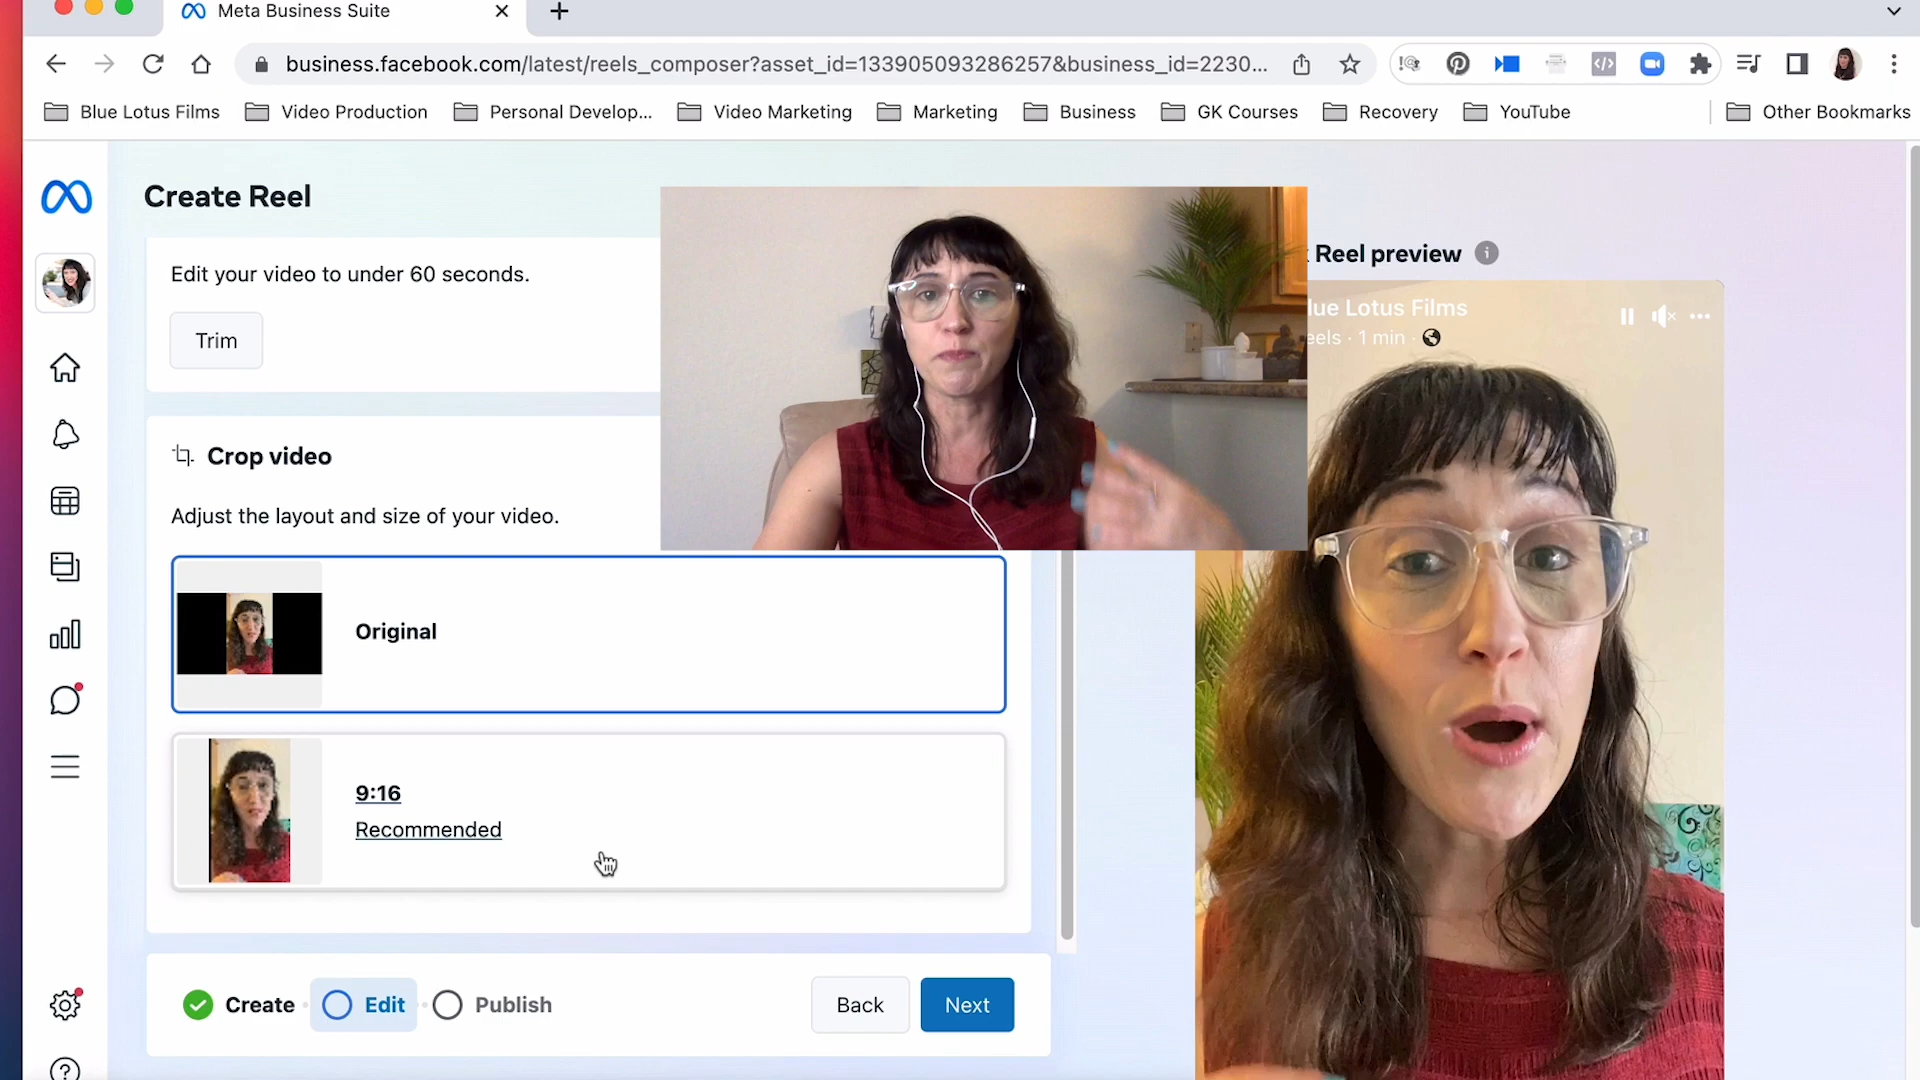 Meta Business Suite
business.facebook.com/latest/reels_composer?asset_id=133905093286257&business_id=2230...
Blue Lotus Films
Video Production
Personal Develop...
Video Marketing
Marketing
Business
GK Courses
Recovery
YouTube
Other Bookmarks
Create Reel
Edit your video to under 60 seconds.
Trim
Crop video
Adjust the layout and size of your video.
Original
9:16
Recommended
Create
Edit
Publish
Back
Next
Reel preview
lue Lotus Films
eels · 1 min ·